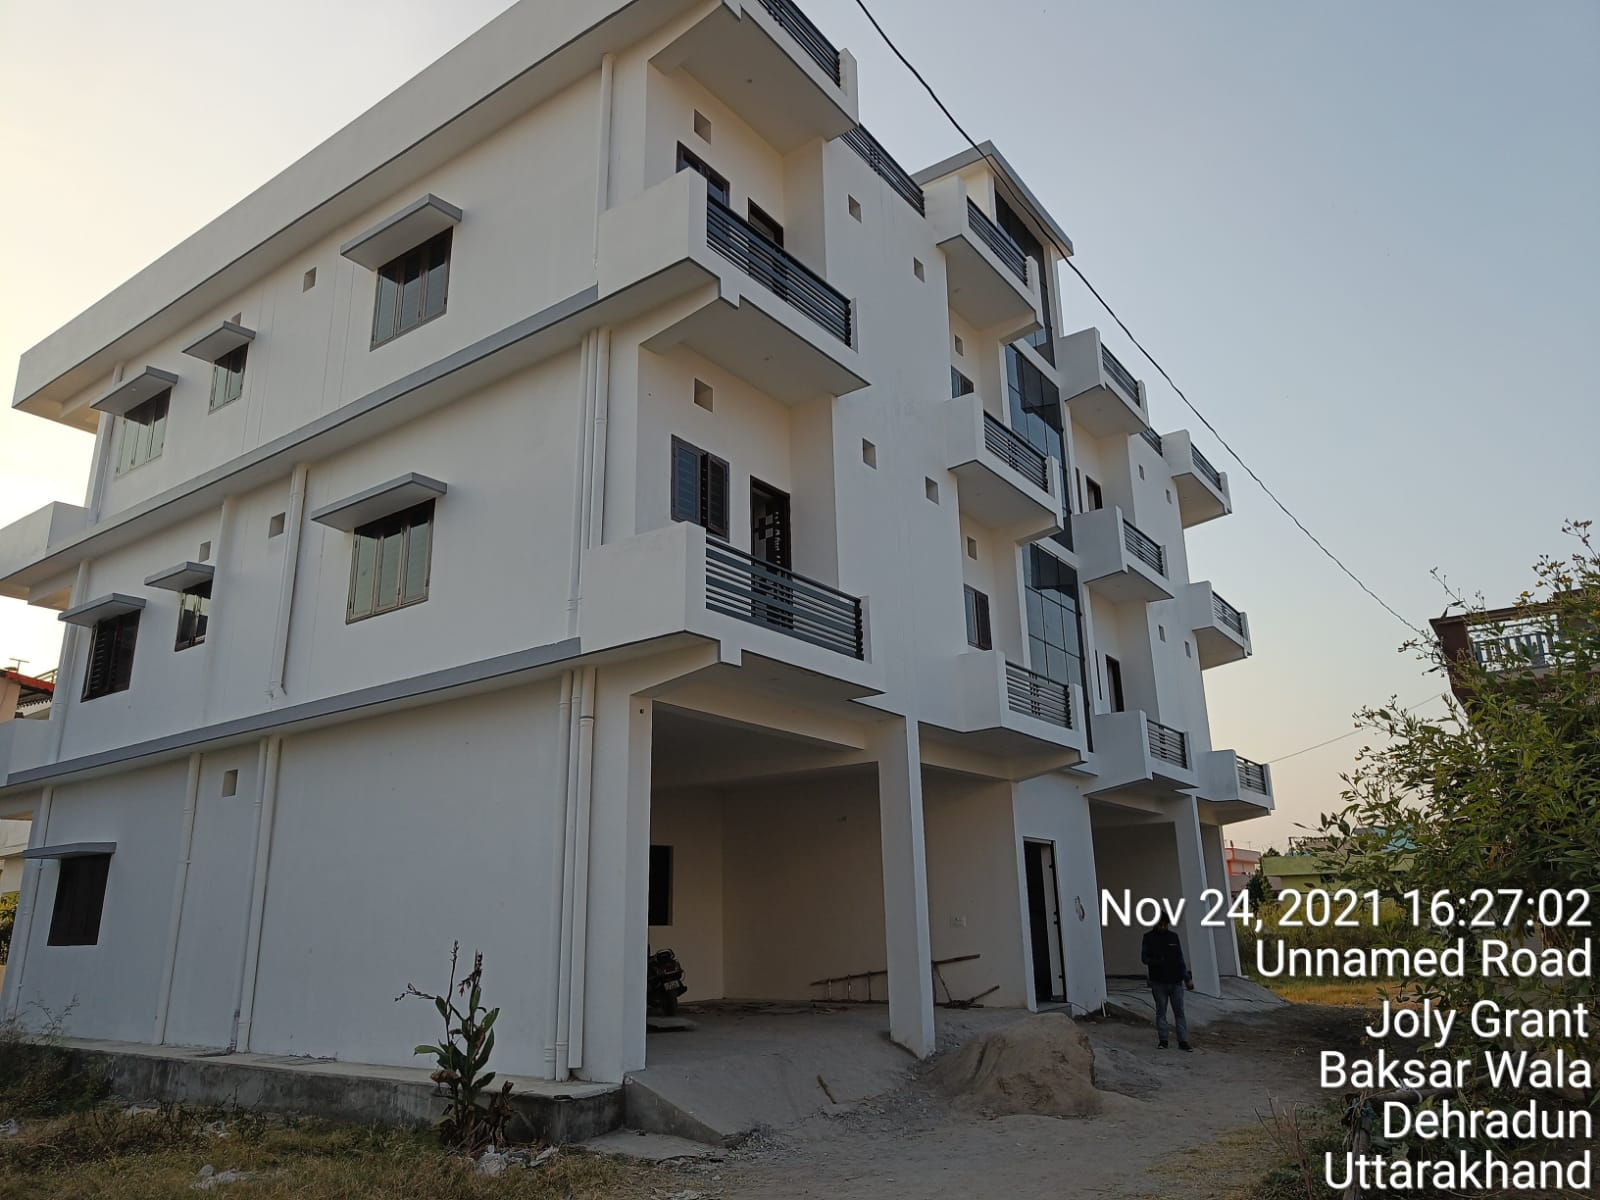 Nov 24, 2021 16:27:02
Unnamed Road
Joly Grant
Baksar Wala
Dehradun
Uttarakhand